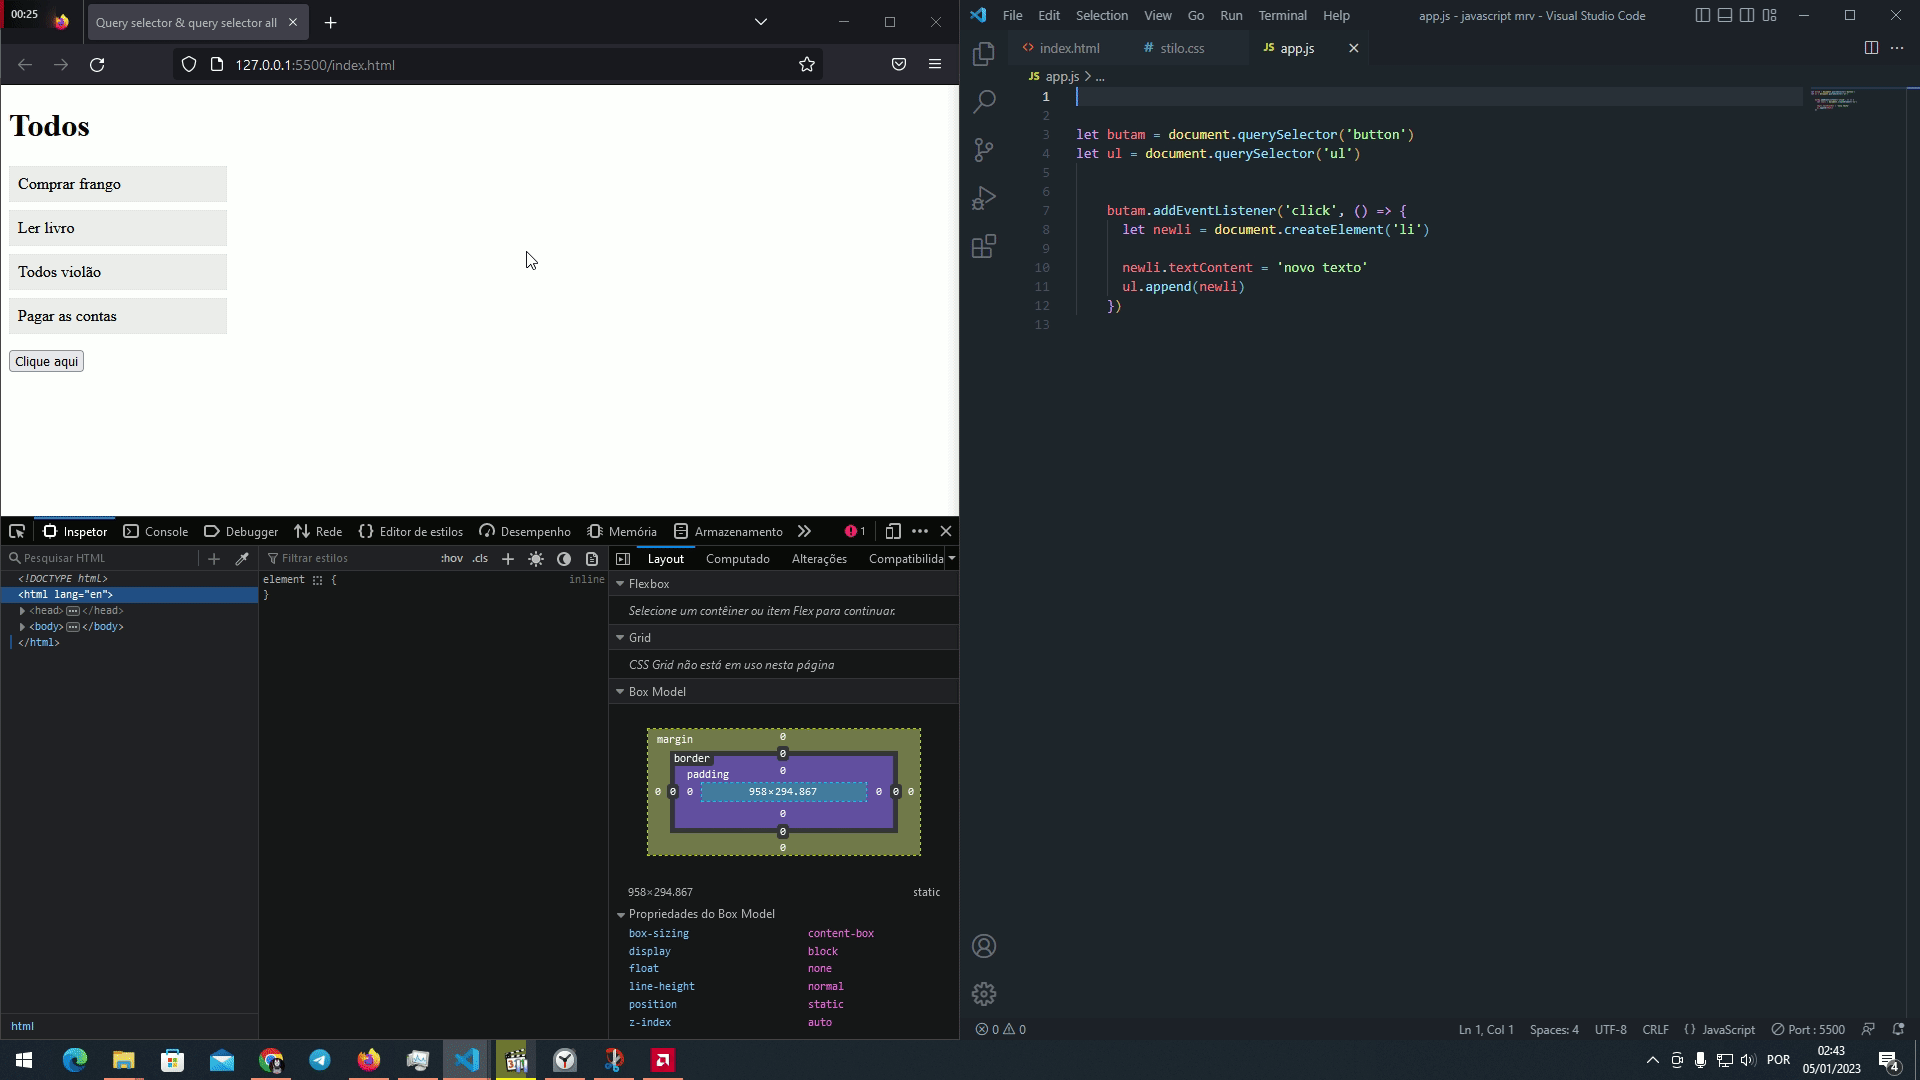 00:25
Query selector & query selector all
127.0.0.1:5500/index.html
Todos
Comprar frango
Ler livro
Todos violão
Pagar as contas
Clique aqui
Inspetor Console Debugger Rede Editor de estilos Desempenho Memória Armazenamento 1
Pesquisar HTML
Filtrar estilos :hov .cls
Layout Computado Alterações Compatibilida
<!DOCTYPE html>
<html lang="en">
<head> </head>
<body> </body>
</html>
element { inline
}
Flexbox
Selecione um contêiner ou item Flex para continuar.
Grid
CSS Grid não está em uso nesta página
Box Model
margin 0
border 0
padding 0
0 0 0 958×294.867 0 0 0
0
0
0
958×294.867 static
Propriedades do Box Model
box-sizing content-box
display block
float none
line-height normal
position static
z-index auto
html
File Edit Selection View Go Run Terminal Help app.js - javascript mrv - Visual Studio Code
<> index.html # stilo.css JS app.js
JS app.js > ...
1
2
3 let butam = document.querySelector('button')
4 let ul = document.querySelector('ul')
5
6
7 butam.addEventListener('click', () => {
8 let newli = document.createElement('li')
9
10 newli.textContent = 'novo texto'
11 ul.append(newli)
12 })
13
0 0 Ln 1, Col 1 Spaces: 4 UTF-8 CRLF {} JavaScript Port : 5500
POR 02:43
05/01/2023
4